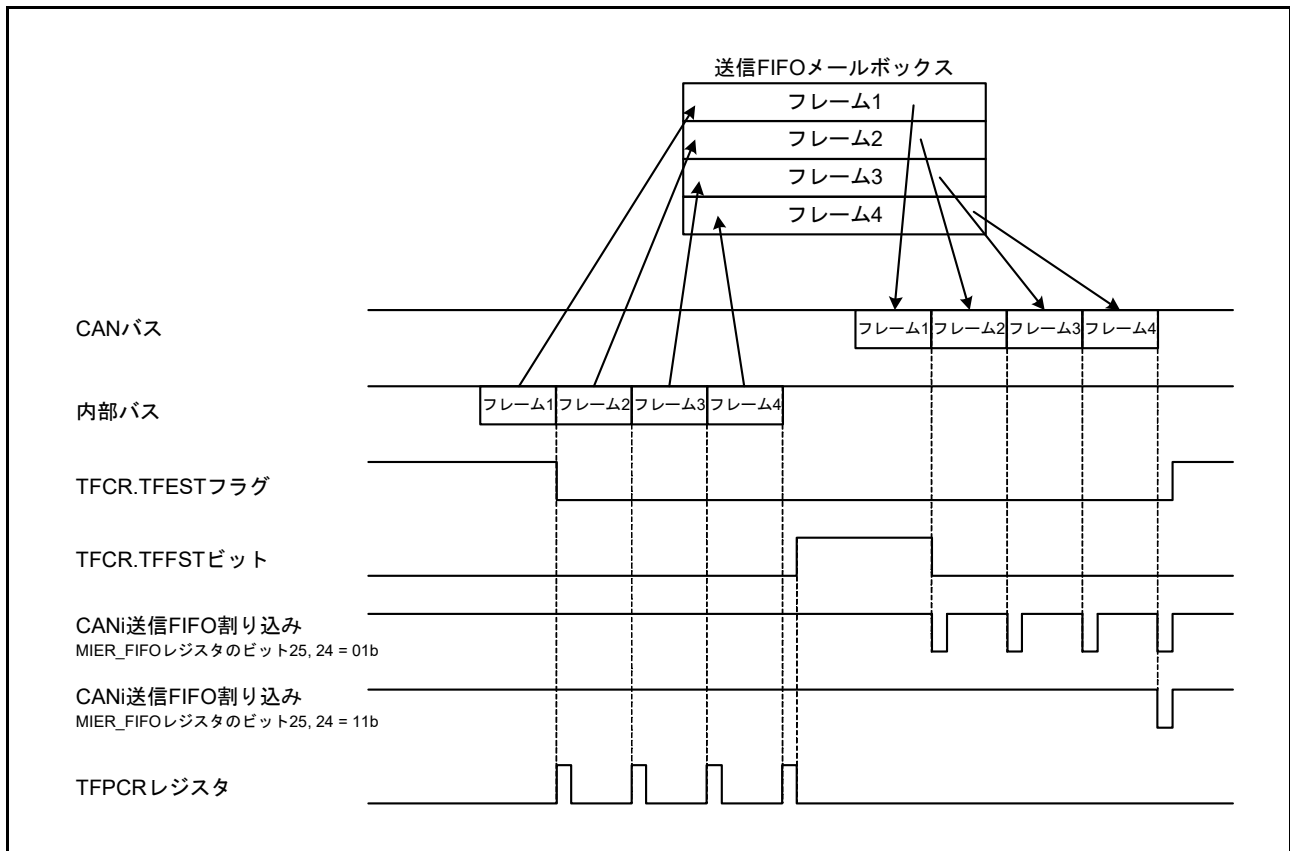 送信FIFOメールボックス
フレーム1
フレーム2
フレーム3
フレーム4
CANバス
フレーム1 フレーム2 フレーム3 フレーム4
内部バス
フレーム1 フレーム2 フレーム3 フレーム4
TFCR.TFESTフラグ
TFCR.TFFSTビット
CANi送信FIFO割り込み
MIER_FIFOレジスタのビット25, 24 = 01b
CANi送信FIFO割り込み
MIER_FIFOレジスタのビット25, 24 = 11b
TFPCRレジスタ